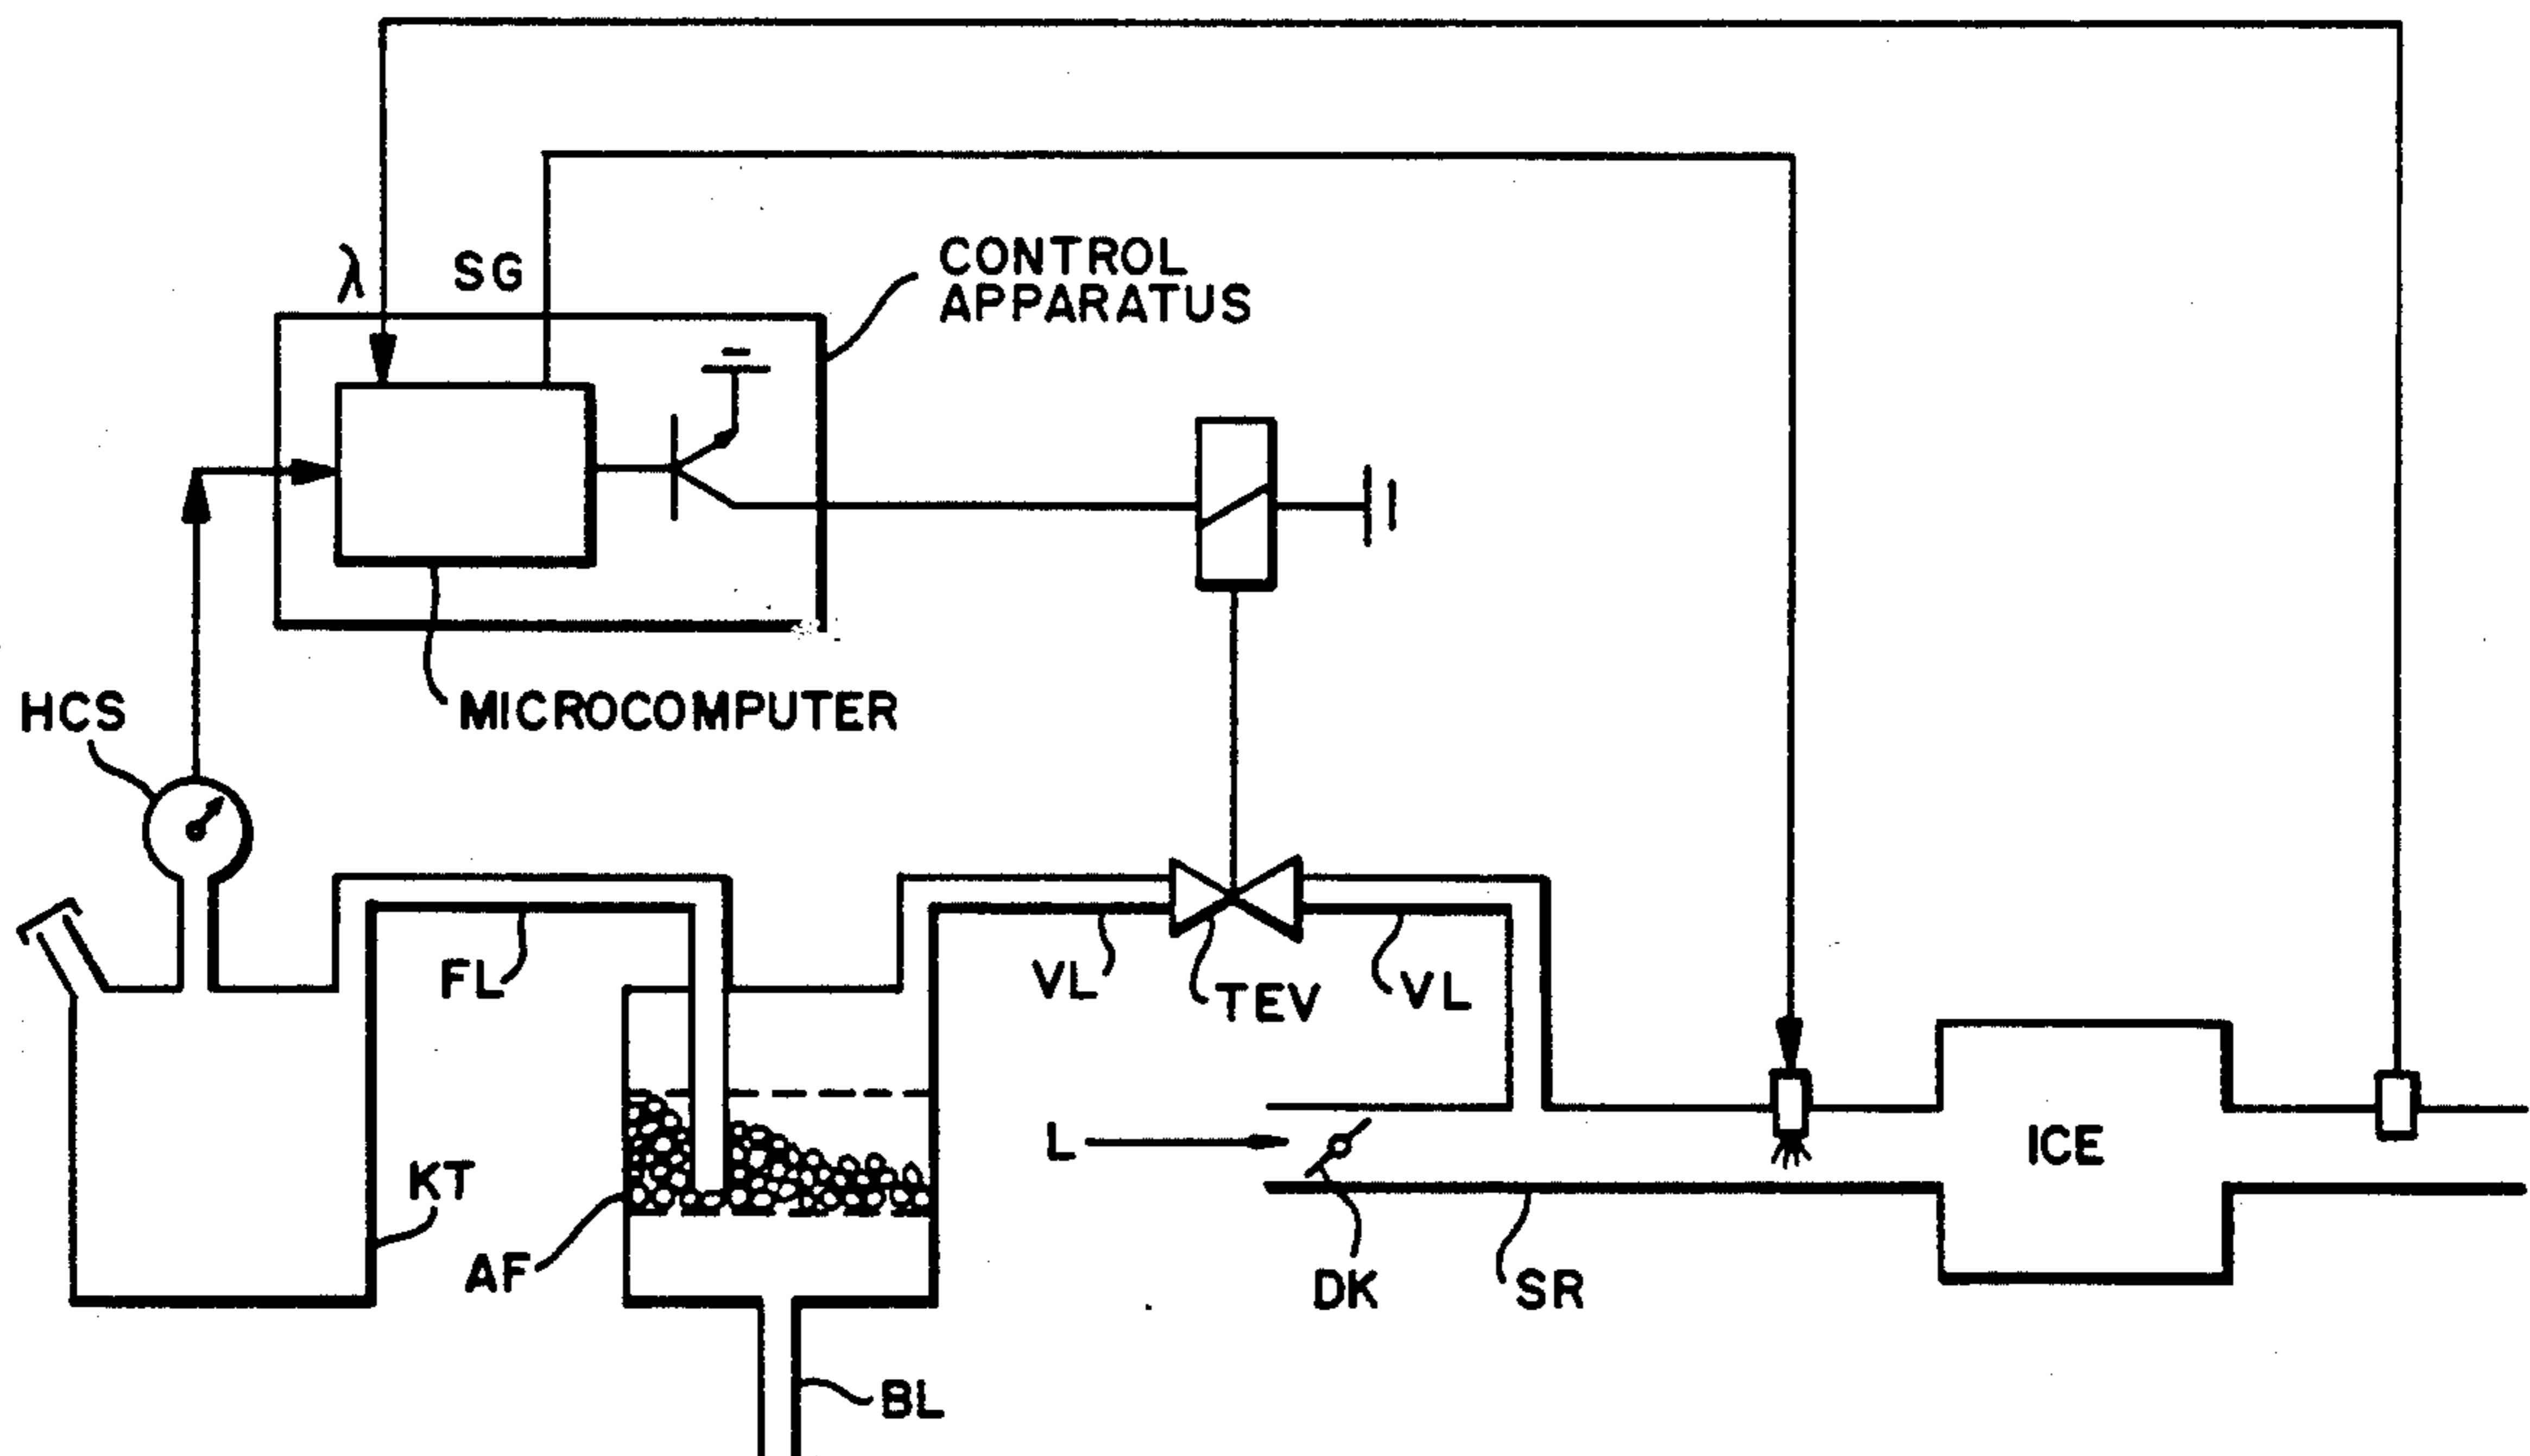 λ
SG
CONTROL
APPARATUS
MICROCOMPUTER
HCS
FL
VL
TEV
VL
L
ICE
KT
AF
DK
SR
BL